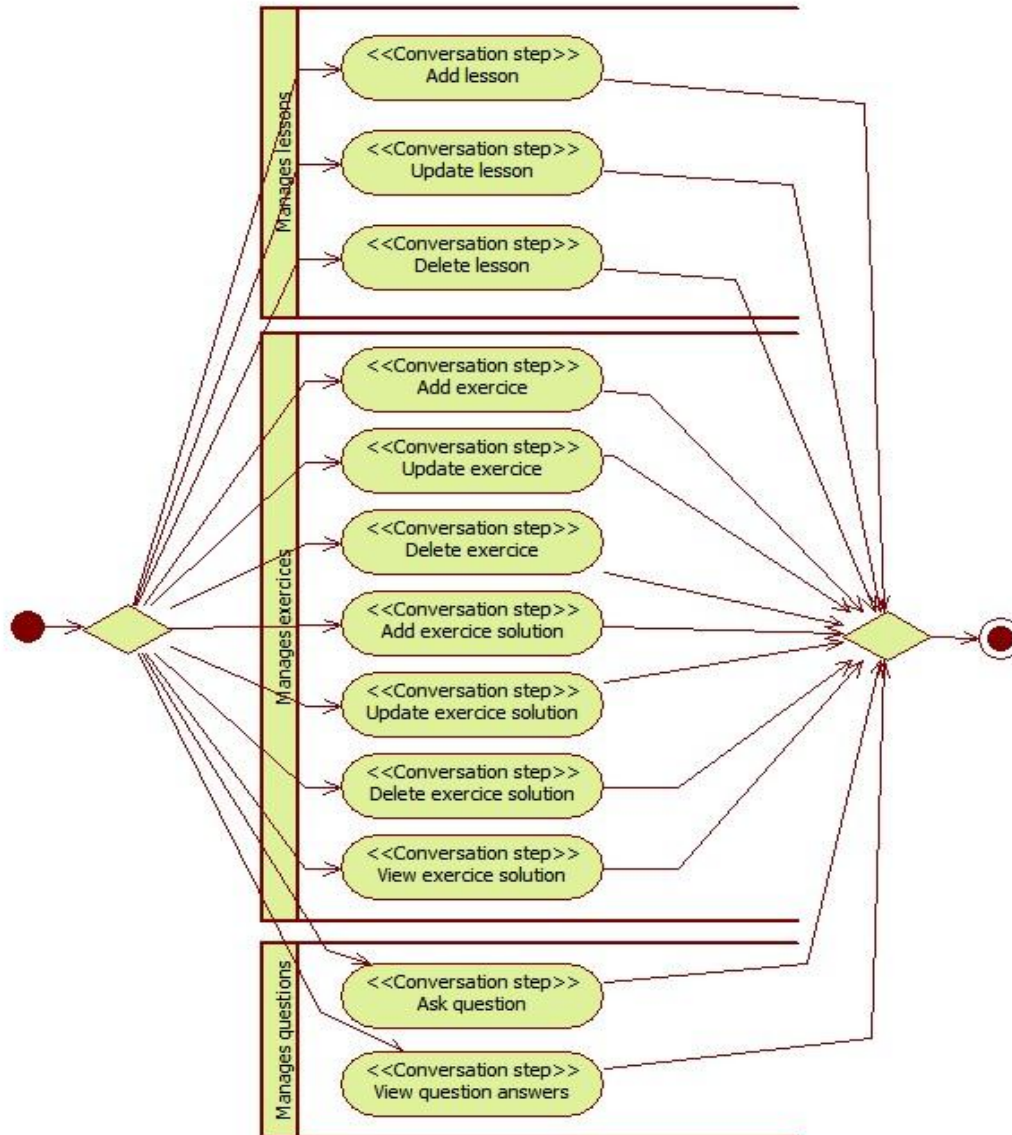 Manages lessons
<<Conversation step>>
Add lesson
<<Conversation step>>
Update lesson
<<Conversation step>>
Delete lesson
Manages exercices
<<Conversation step>>
Add exercice
<<Conversation step>>
Update exercice
<<Conversation step>>
Delete exercice
<<Conversation step>>
Add exercice solution
<<Conversation step>>
Update exercice solution
<<Conversation step>>
Delete exercice solution
<<Conversation step>>
View exercice solution
Manages questions
<<Conversation step>>
Ask question
<<Conversation step>>
View question answers